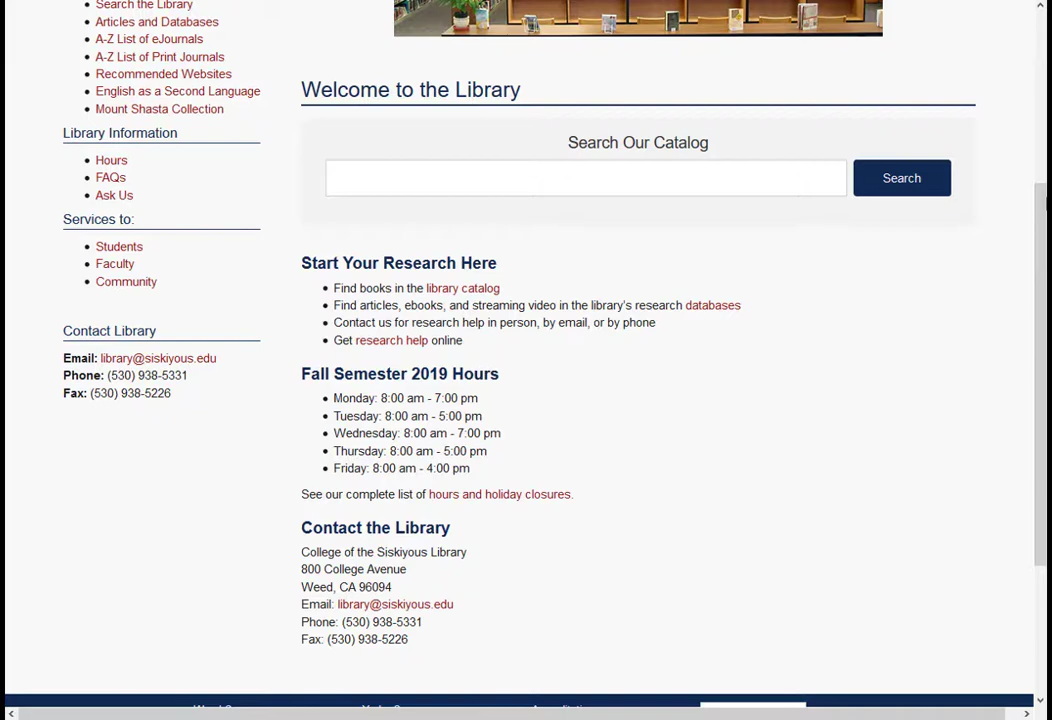 Search the Library
Articles and Databases
A-Z List of eJournals
A-Z List of Print Journals
Recommended Websites
English as a Second Language
Mount Shasta Collection
Library Information
Hours
FAQs
Ask Us
Services to:
Students
Faculty
Community
Contact Library
Email: library@siskiyous.edu
Phone: (530) 938-5331
Fax: (530) 938-5226
Welcome to the Library
Search Our Catalog
Search
Start Your Research Here
Find books in the library catalog
Find articles, ebooks, and streaming video in the library's research databases
Contact us for research help in person, by email, or by phone
Get research help online
Fall Semester 2019 Hours
Monday: 8:00 am - 7:00 pm
Tuesday: 8:00 am - 5:00 pm
Wednesday: 8:00 am - 7:00 pm
Thursday: 8:00 am - 5:00 pm
Friday: 8:00 am - 4:00 pm
See our complete list of hours and holiday closures.
Contact the Library
College of the Siskiyous Library
800 College Avenue
Weed, CA 96094
Email: library@siskiyous.edu
Phone: (530) 938-5331
Fax: (530) 938-5226